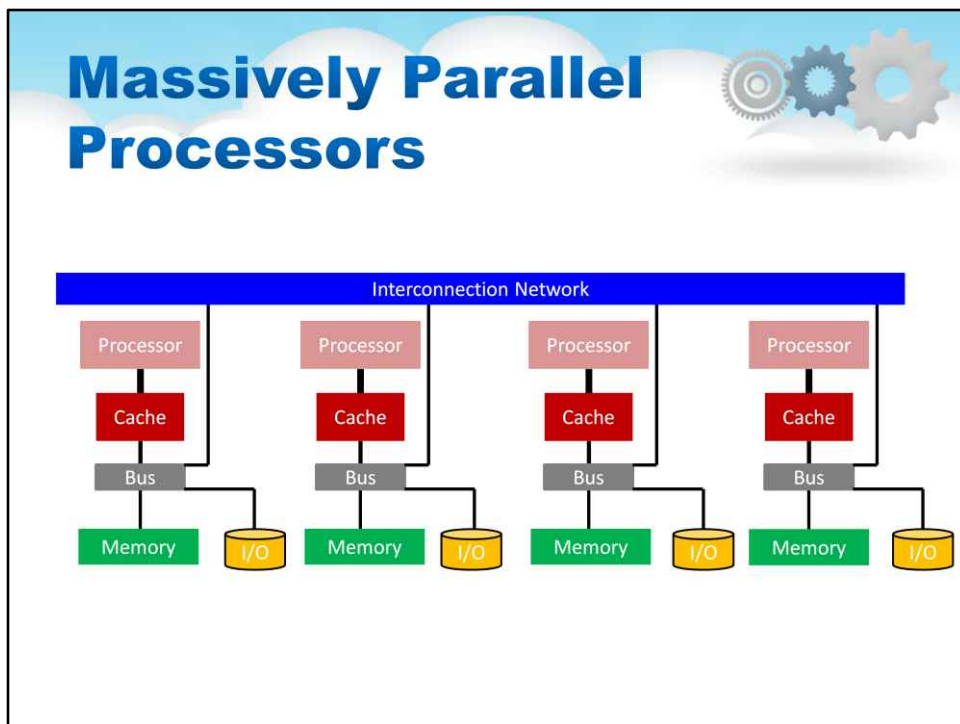 Massively Parallel
Processors
Interconnection Network
Processor Processor Processor Processor
Cache Cache Cache Cache
Bus Bus Bus Bus
Memory I/O Memory I/O Memory I/O Memory I/O